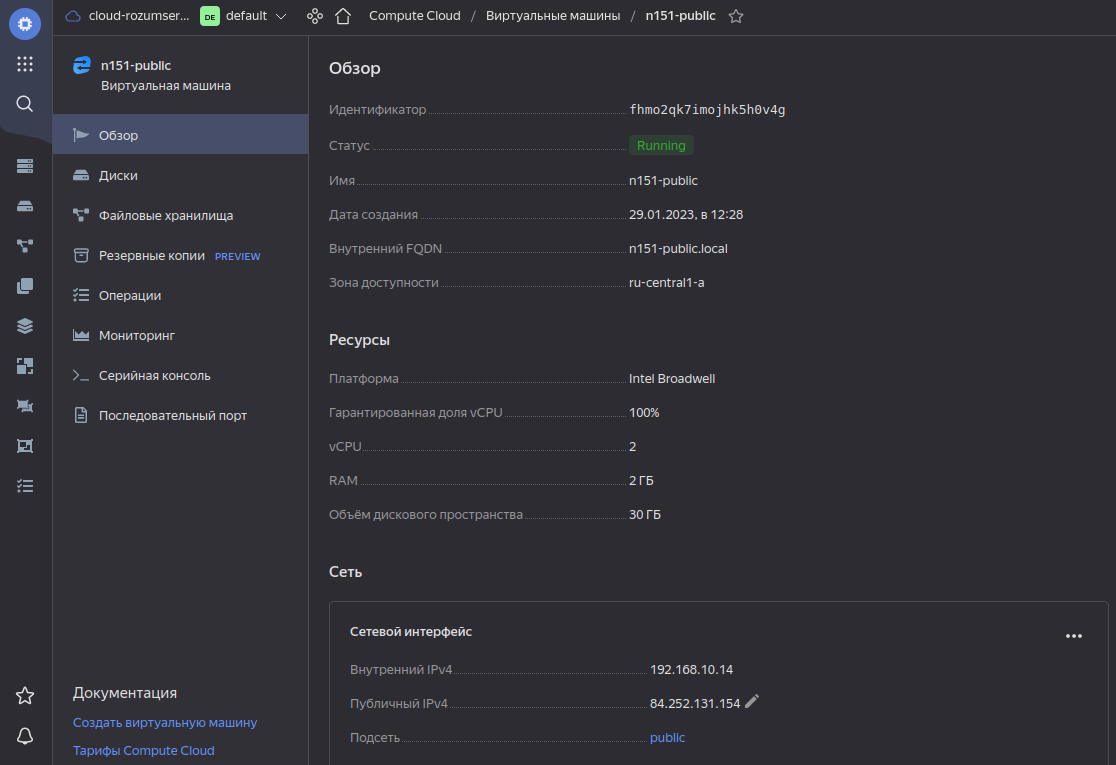 cloud-rozumser... DE default Compute Cloud / Виртуальные машины / n151-public
n151-public
Виртуальная машина
Обзор
Диски
Файловые хранилища
Резервные копии PREVIEW
Операции
Мониторинг
Серийная консоль
Последовательный порт
Документация
Создать виртуальную машину
Тарифы Compute Cloud
Обзор
Идентификатор fhmo2qk7imojhk5h0v4g
Статус Running
Имя n151-public
Дата создания 29.01.2023, в 12:28
Внутренний FQDN n151-public.local
Зона доступности ru-central1-a
Ресурсы
Платформа Intel Broadwell
Гарантированная доля vCPU 100%
vCPU 2
RAM 2 ГБ
Объём дискового пространства 30 ГБ
Сеть
Сетевой интерфейс
Внутренний IPv4 192.168.10.14
Публичный IPv4 84.252.131.154
Подсеть public